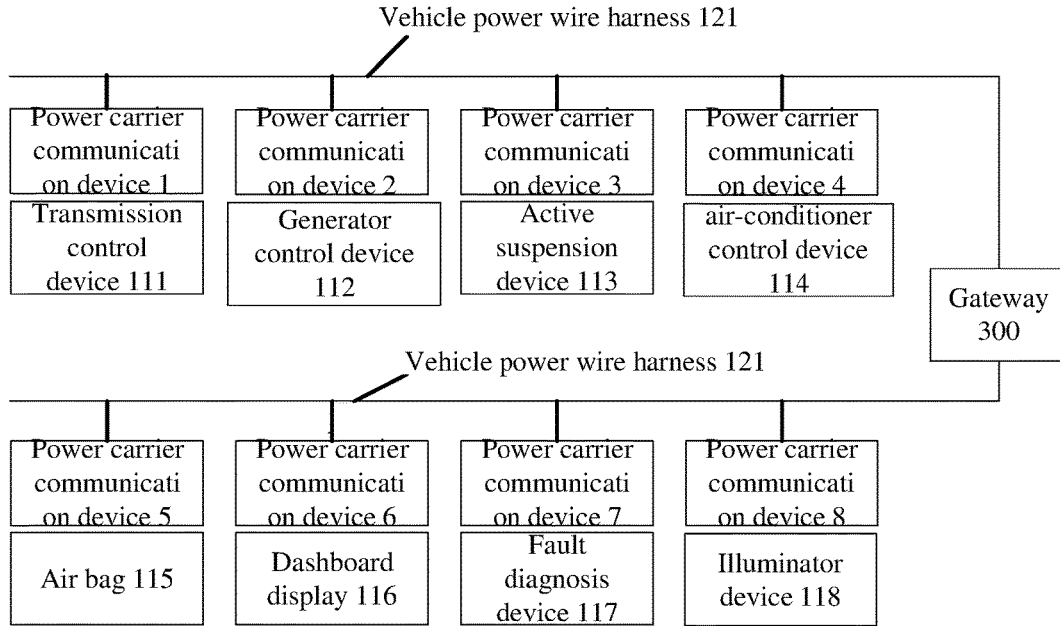 Vehicle power wire harness 121
Power carrier
communicati
on device 1
Power carrier
communicati
on device 2
Power carrier
communicati
on device 3
Power carrier
communicati
on device 4
Transmission
control
device 111
Generator
control device
112
Active
suspension
device 113
air-conditioner
control device
114
Gateway
300
Vehicle power wire harness 121
Power carrier
communicati
on device 5
Power carrier
communicati
on device 6
Power carrier
communicati
on device 7
Power carrier
communicati
on device 8
Air bag 115
Dashboard
display 116
Fault
diagnosis
device 117
Illuminator
device 118